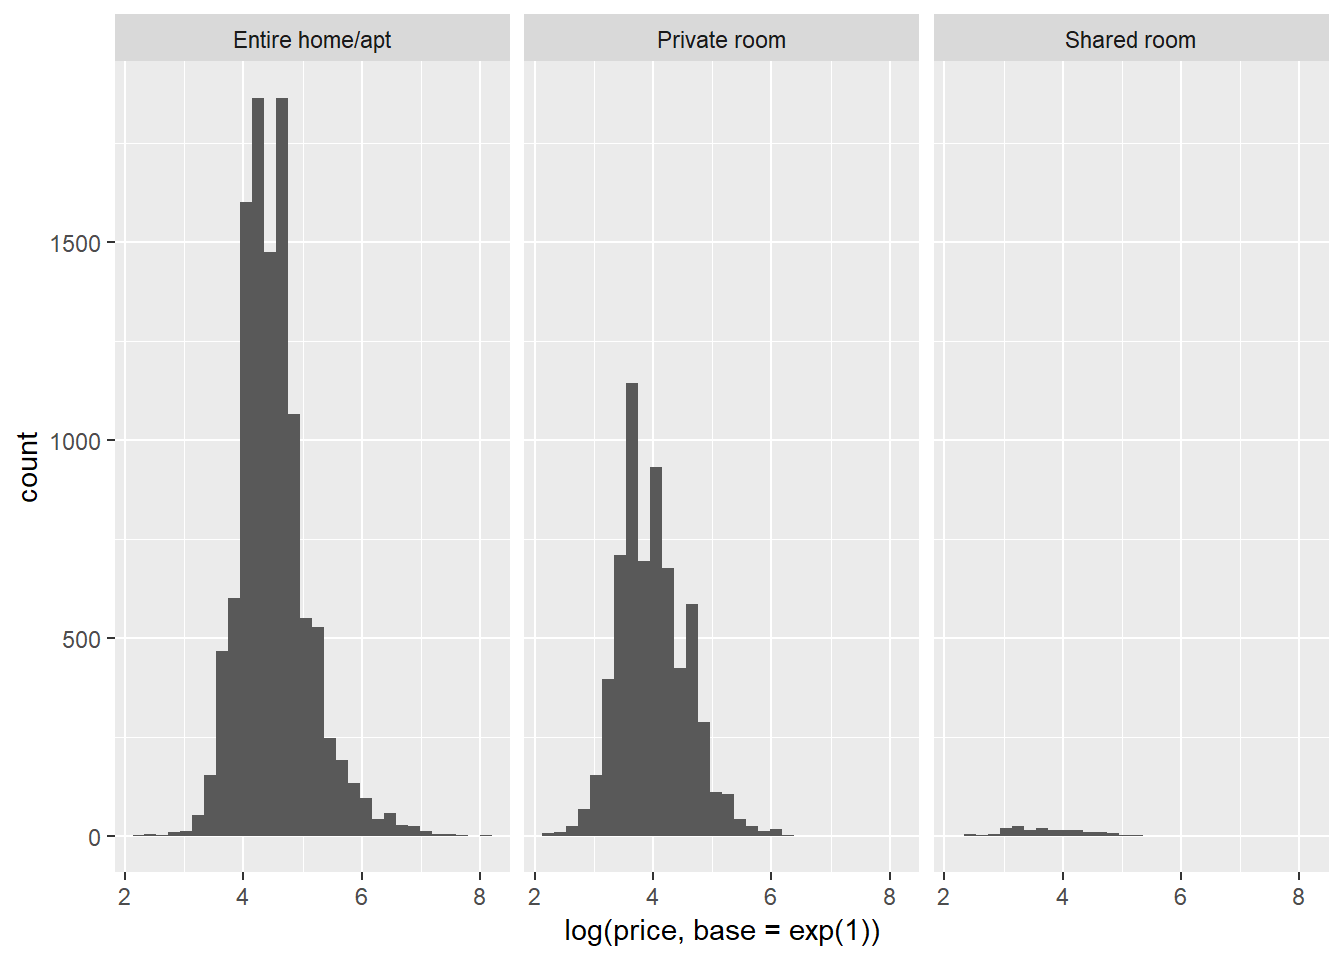 Entire home/apt
Private room
Shared room
count
1500
1000
500
0
2 4 6 8
2 4 6 8
2 4 6 8
log(price, base = exp(1))